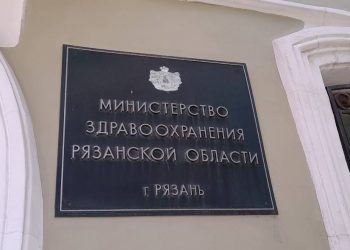 МИНИСТЕРСТВО
ЗДРАВООХРАНЕНИЯ
РЯЗАНСКОЙ ОБЛАСТИ
Г. РЯЗАНЬ